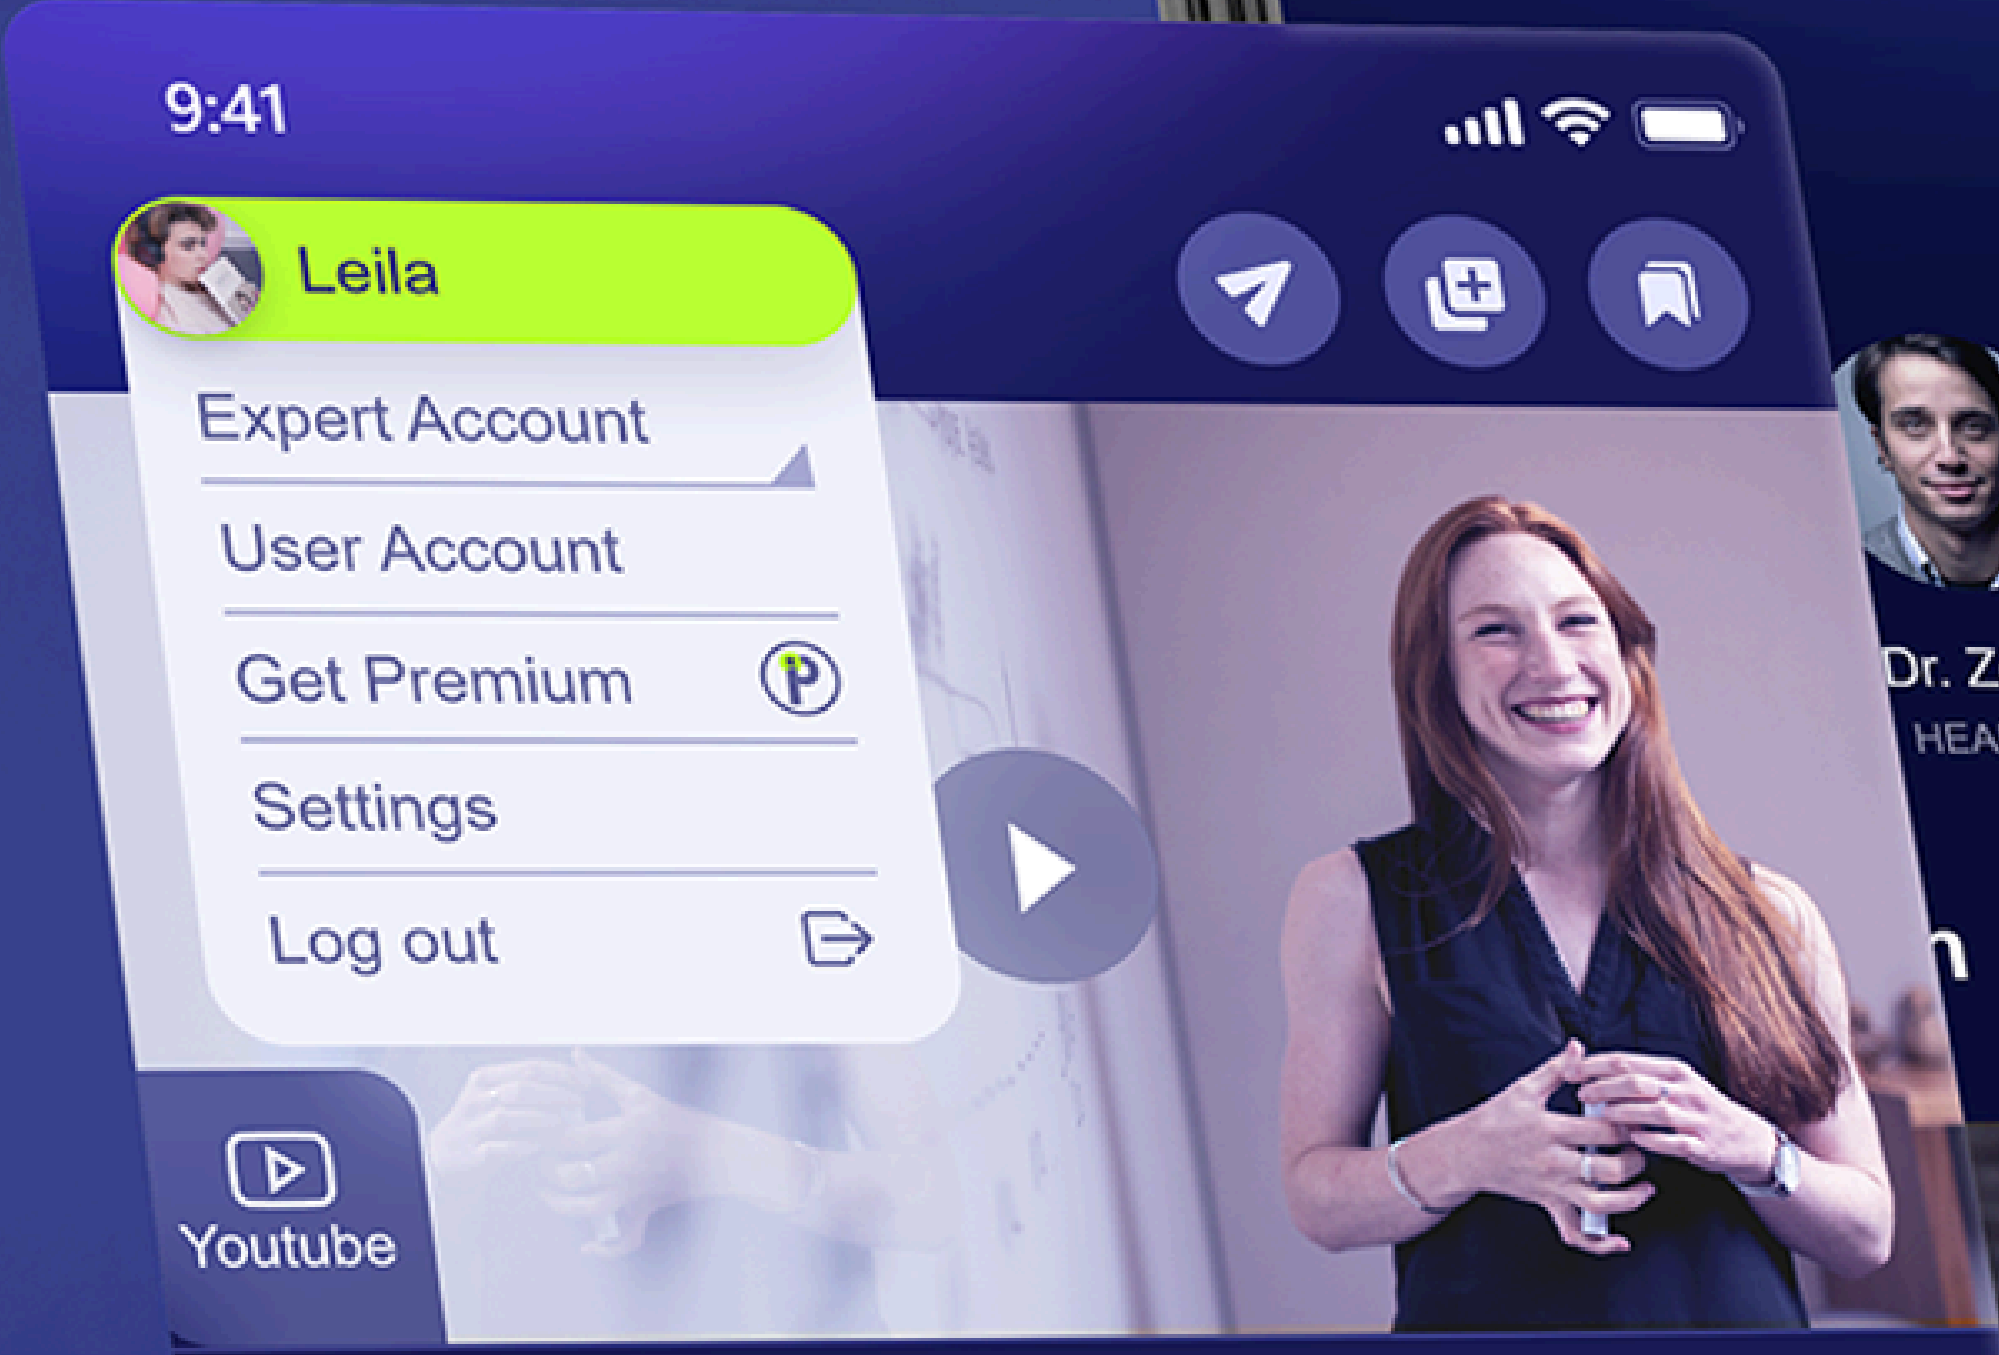 9:41
Leila
Expert Account
User Account
Get Premium
Settings
Log out
Youtube
Dr. Z
HEA
n